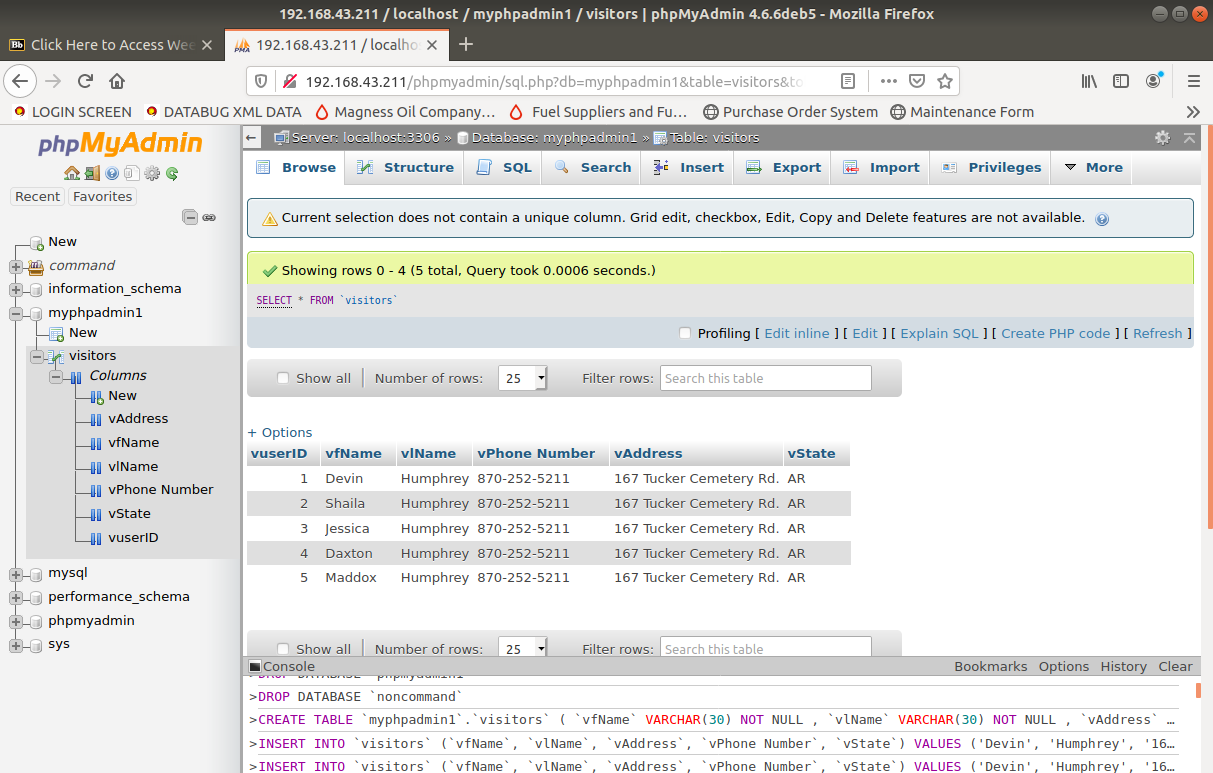 192.168.43.211 / localhost / myphpadmin1 / visitors | phpMyAdmin 4.6.6deb5 - Mozilla Firefox
Bb Click Here to Access Wee
PMA 192.168.43.211 / localho
192.168.43.211/phpmyadmin/sql.php?db=myphpadmin1&table=visitors&to
LOGIN SCREEN DATABUG XML DATA Magness Oil Company… Fuel Suppliers and Fu… Purchase Order System Maintenance Form
phpMyAdmin
Recent Favorites
New
command
information_schema
myphpadmin1
New
visitors
Columns
New
vAddress
vfName
vlName
vPhone Number
vState
vuserID
mysql
performance_schema
phpmyadmin
sys
Server: localhost:3306 » Database: myphpadmin1 » Table: visitors
Browse Structure SQL Search Insert Export Import Privileges More
Current selection does not contain a unique column. Grid edit, checkbox, Edit, Copy and Delete features are not available.
Showing rows 0 - 4 (5 total, Query took 0.0006 seconds.)
SELECT * FROM `visitors`
Profiling [ Edit inline ] [ Edit ] [ Explain SQL ] [ Create PHP code ] [ Refresh ]
Show all Number of rows: 25 Filter rows: Search this table
+ Options
vuserID vfName vlName vPhone Number vAddress vState
1 Devin Humphrey 870-252-5211 167 Tucker Cemetery Rd. AR
2 Shaila Humphrey 870-252-5211 167 Tucker Cemetery Rd. AR
3 Jessica Humphrey 870-252-5211 167 Tucker Cemetery Rd. AR
4 Daxton Humphrey 870-252-5211 167 Tucker Cemetery Rd. AR
5 Maddox Humphrey 870-252-5211 167 Tucker Cemetery Rd. AR
Show all Number of rows: 25 Filter rows: Search this table
Console Bookmarks Options History Clear
>DROP DATABASE `phpmyadmin`
>DROP DATABASE `noncommand`
>CREATE TABLE `myphpadmin1`.`visitors` ( `vfName` VARCHAR(30) NOT NULL , `vlName` VARCHAR(30) NOT NULL , `vAddress` …
>INSERT INTO `visitors` (`vfName`, `vlName`, `vAddress`, `vPhone Number`, `vState`) VALUES ('Devin', 'Humphrey', '16…
>INSERT INTO `visitors` (`vfName`, `vlName`, `vAddress`, `vPhone Number`, `vState`) VALUES ('Devin', 'Humphrey', '16…